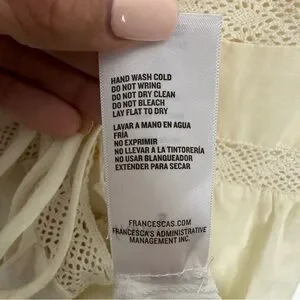 HAND WASH COLD
DO NOT WRING
DO NOT DRY CLEAN
DO NOT BLEACH
LAY FLAT TO DRY
LAVAR A MANO EN AGUA
FRÍA
NO EXPRIMIR
NO LLEVAR A LA TINTORERÍA
NO USAR BLANQUEADOR
EXTENDER PARA SECAR
FRANCESCAS.COM
FRANCESCA'S ADMINISTRATIVE
MANAGEMENT INC.